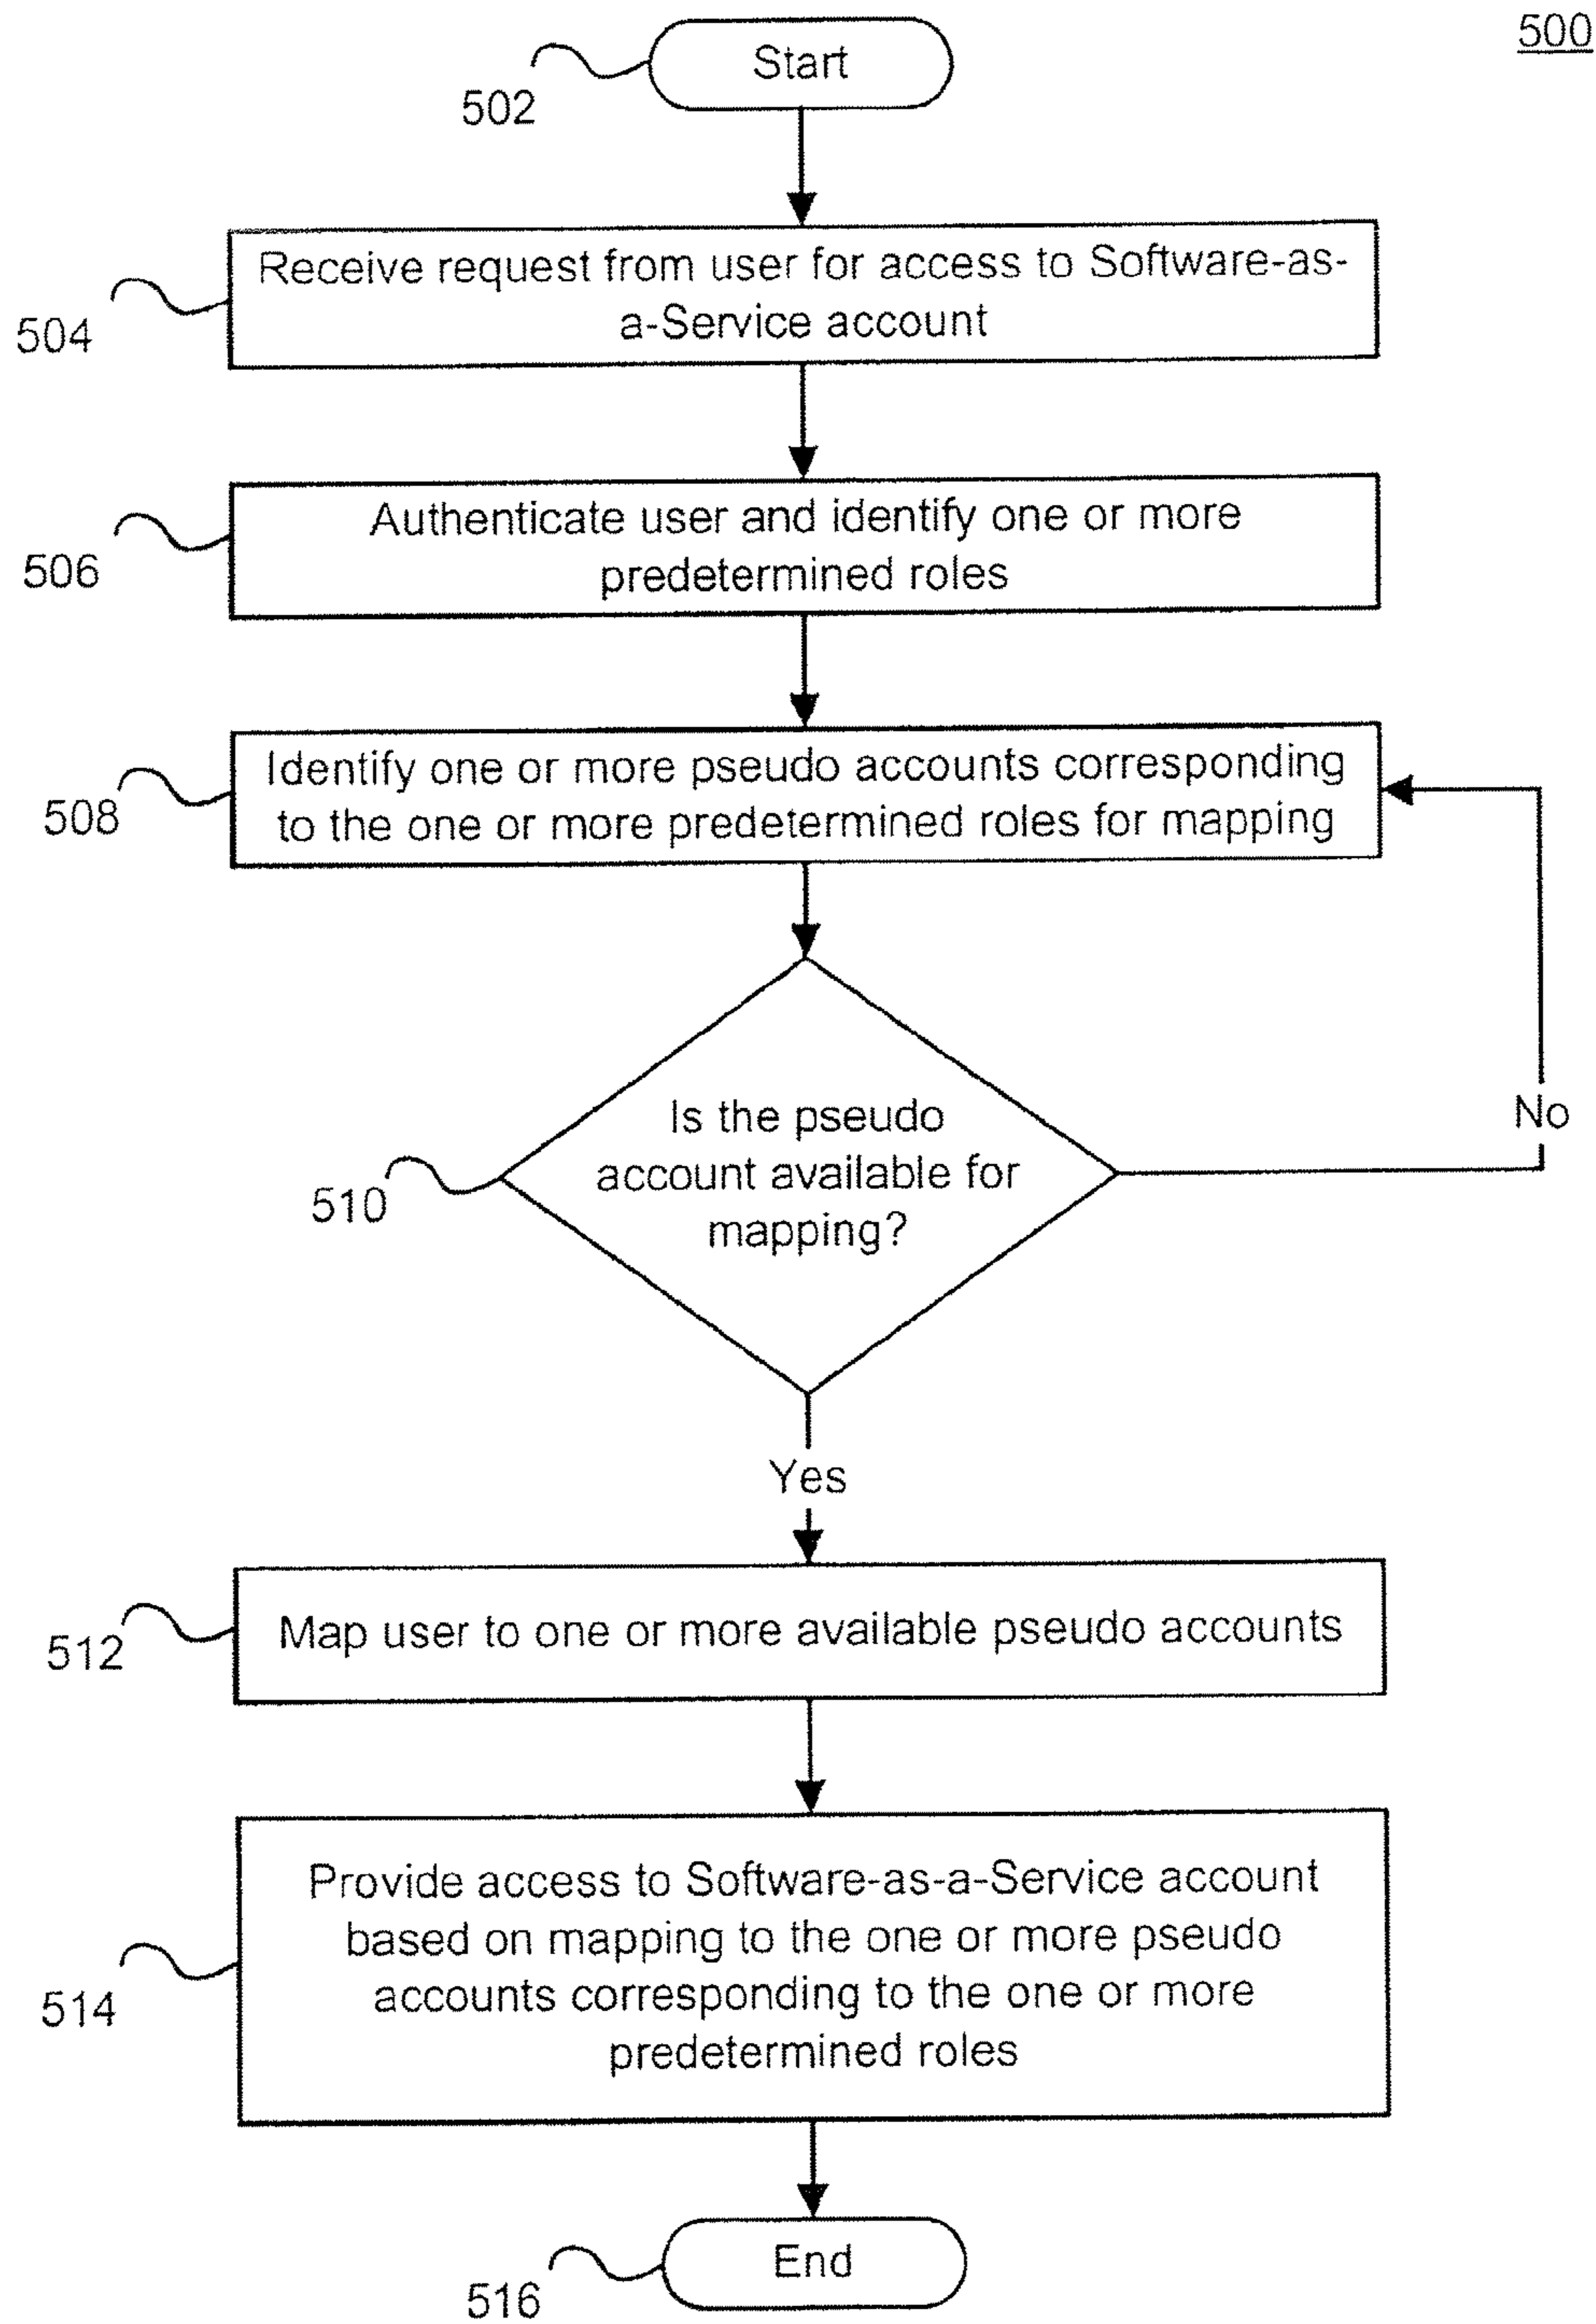 500
Start
502
Receive request from user for access to Software-as-
a-Service account
504
Authenticate user and identify one or more
predetermined roles
506
Identify one or more pseudo accounts corresponding
to the one or more predetermined roles for mapping
508
Is the pseudo
account available for
mapping?
510
No
Yes
Map user to one or more available pseudo accounts
512
Provide access to Software-as-a-Service account
based on mapping to the one or more pseudo
accounts corresponding to the one or more
predetermined roles
514
End
516